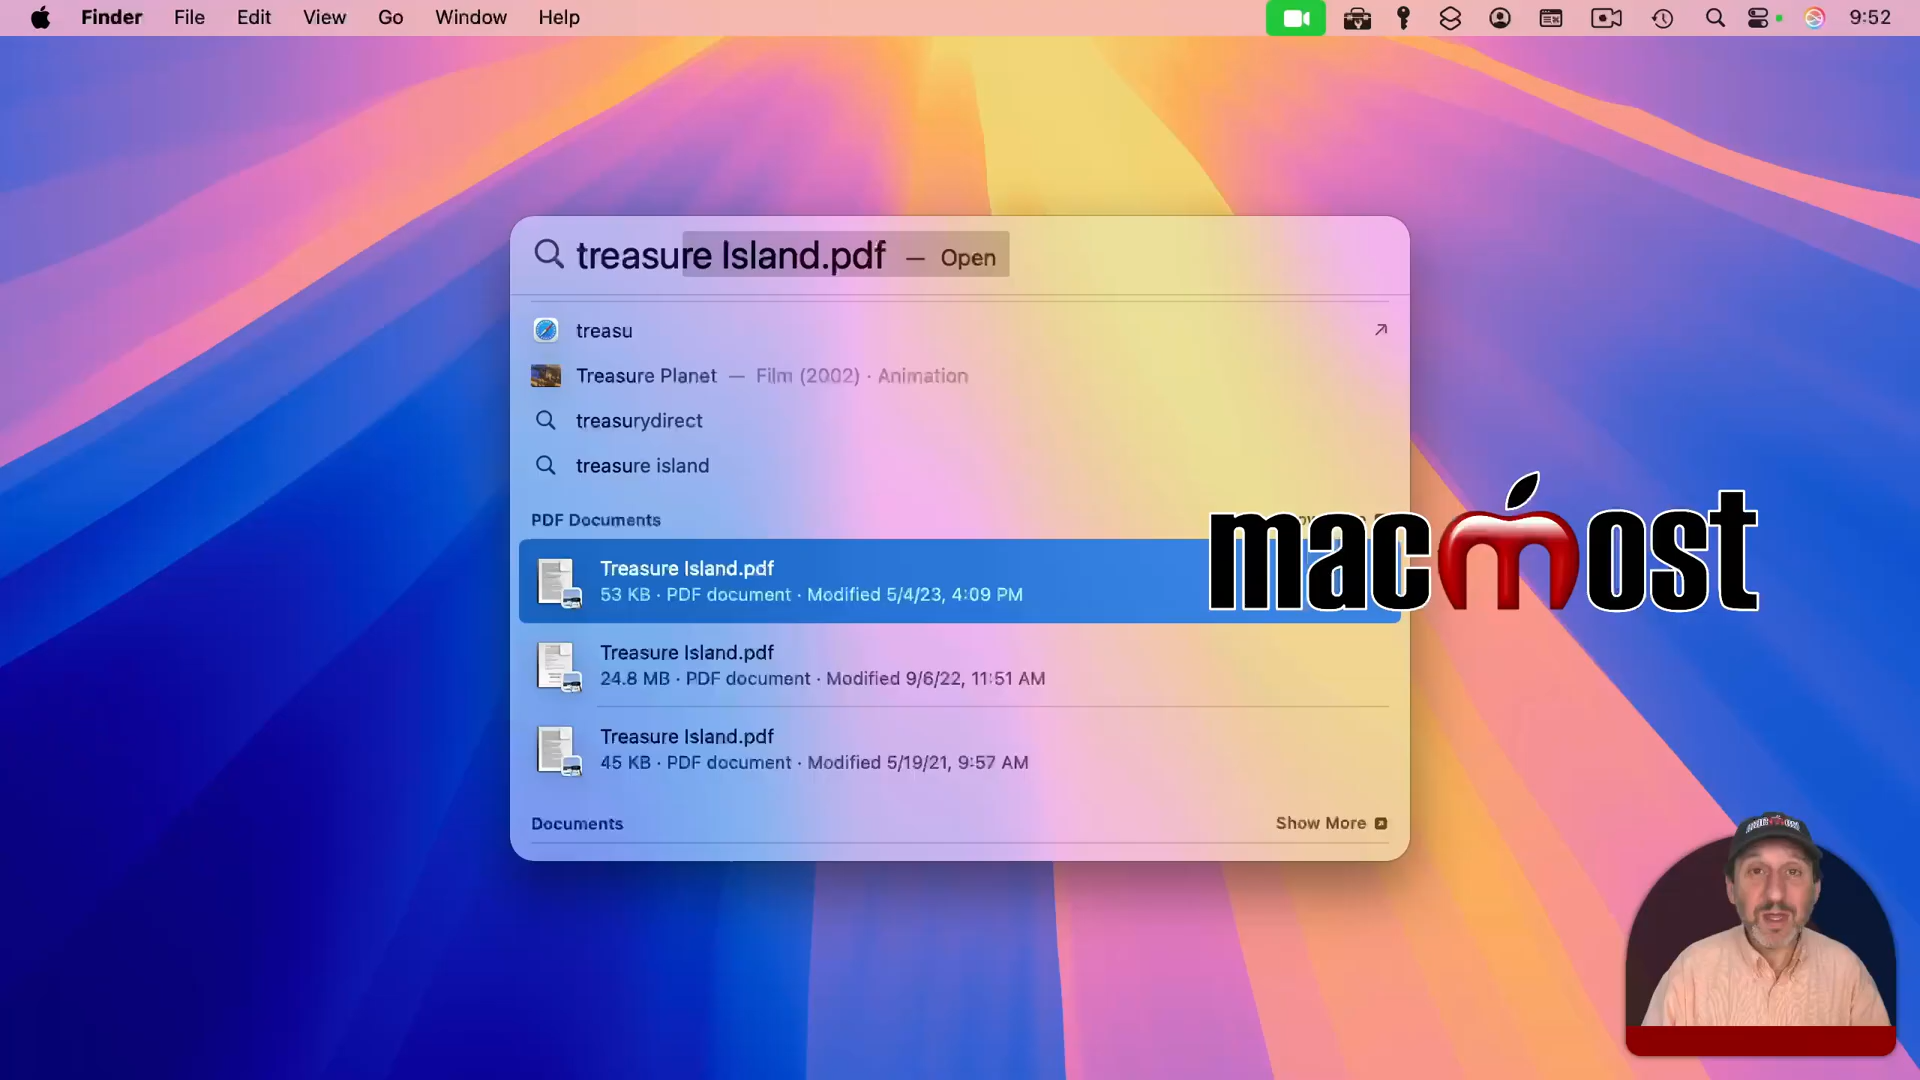 Finder File Edit View Go Window Help 9:52
treasure Island.pdf — Open
treasu
Treasure Planet — Film (2002) · Animation
treasurydirect
treasure island
PDF Documents
Treasure Island.pdf
53 KB · PDF document · Modified 5/4/23, 4:09 PM
macmost
Treasure Island.pdf
24.8 MB · PDF document · Modified 9/6/22, 11:51 AM
Treasure Island.pdf
45 KB · PDF document · Modified 5/19/21, 9:57 AM
Documents Show More